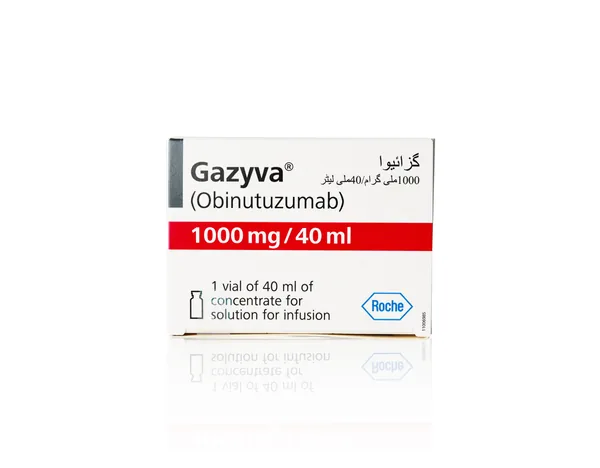 Gazyva®
(Obinutuzumab)
گزائیوا
1000ملی گرام/40ملی لیٹر
1000 mg/40 ml
1 vial of 40 ml of
concentrate for
solution for infusion
Roche